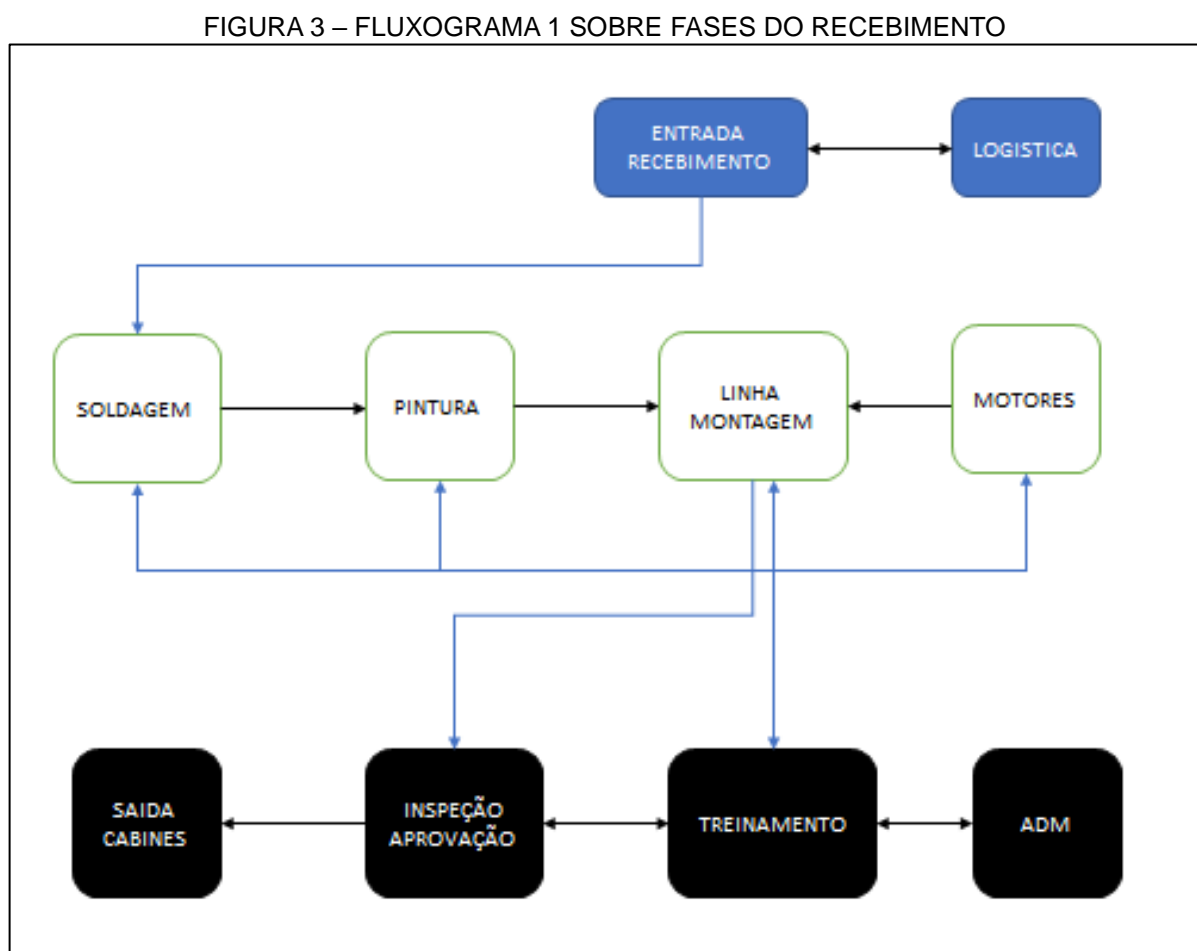 FIGURA 3 – FLUXOGRAMA 1 SOBRE FASES DO RECEBIMENTO
ENTRADA
RECEBIMENTO
LOGISTICA
SOLDAGEM
PINTURA
LINHA
MONTAGEM
MOTORES
SAIDA
CABINES
INSPEÇÃO
APROVAÇÃO
TREINAMENTO
ADM